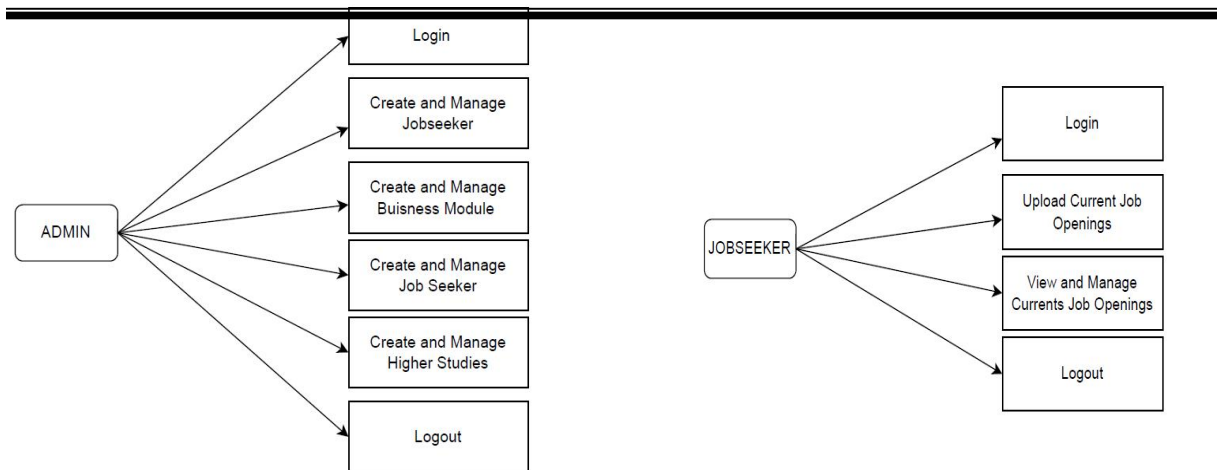 Login
Create and Manage
Jobseeker
Create and Manage
Buisness Module
ADMIN
Create and Manage
Job Seeker
Create and Manage
Higher Studies
Logout
Login
Upload Current Job
Openings
JOBSEEKER
View and Manage
Currents Job Openings
Logout